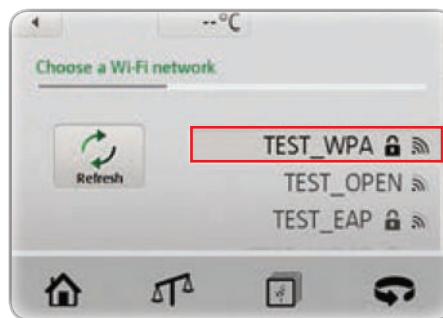 --°C
Choose a Wi-Fi network
TEST_WPA
Refresh
TEST_OPEN
TEST_EAP